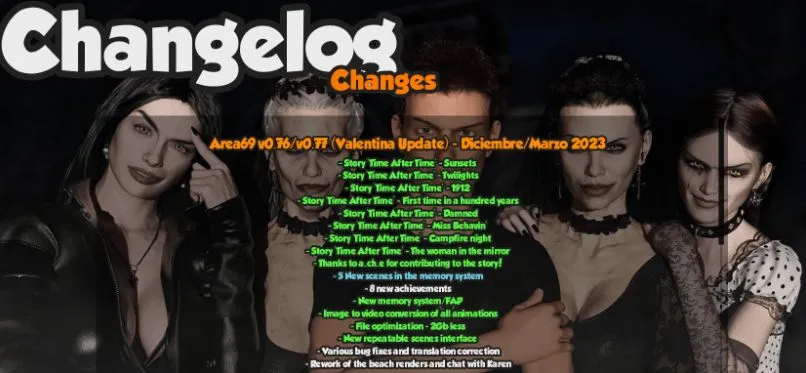 Changelog
Changes
Area69 v0.76/v0.77 (Valentina Update) - Diciembre/Marzo 2023
- Story Time After Time - Sunsets
- Story Time After Time - Twilights
- Story Time After Time - 1912
- Story Time After Time - First time in a hundred years
- Story Time After Time - Damned
- Story Time After Time - Miss Behavin
- Story Time After Time - Campfire night
- Story Time After Time - The woman in the mirror
- Thanks to a.ch.e for contributing to the story!
- 5 New scenes in the memory system
- 8 new achievements
- New memory system/FAP
- Image to video conversion of all animations
- File optimization - 2Gb less
- New repeatable scenes interface
- Various bug fixes and translation correction
- Rework of the beach renders and chat with Karen